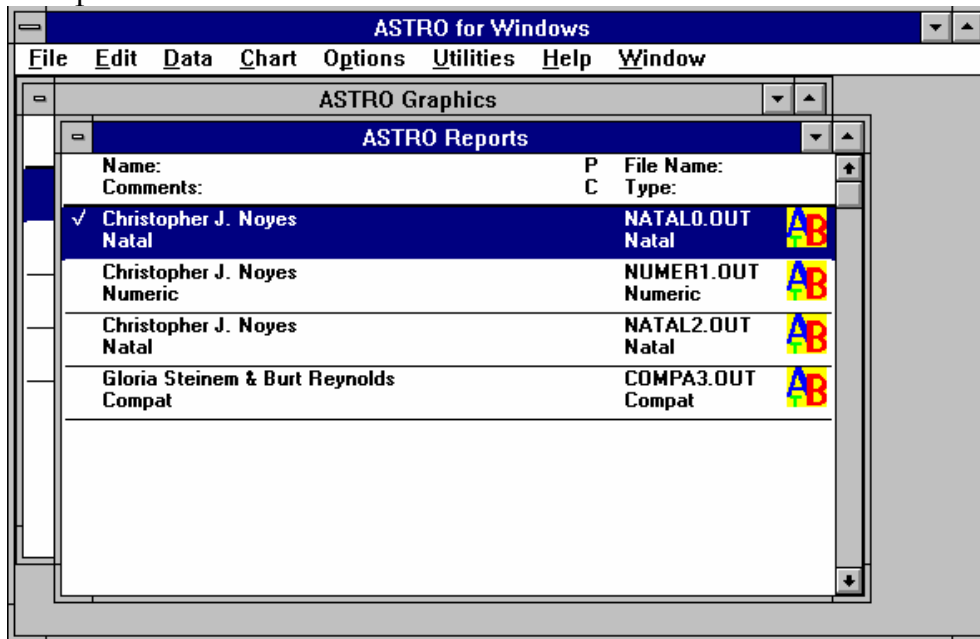 ASTRO for Windows
File Edit Data Chart Options Utilities Help Window
ASTRO Graphics
ASTRO Reports
Name: P File Name:
Comments: C Type:
✓ Christopher J. Noyes NATAL0.OUT
Natal Natal
Christopher J. Noyes NUMER1.OUT
Numeric Numeric
Christopher J. Noyes NATAL2.OUT
Natal Natal
Gloria Steinem & Burt Reynolds COMPA3.OUT
Compat Compat